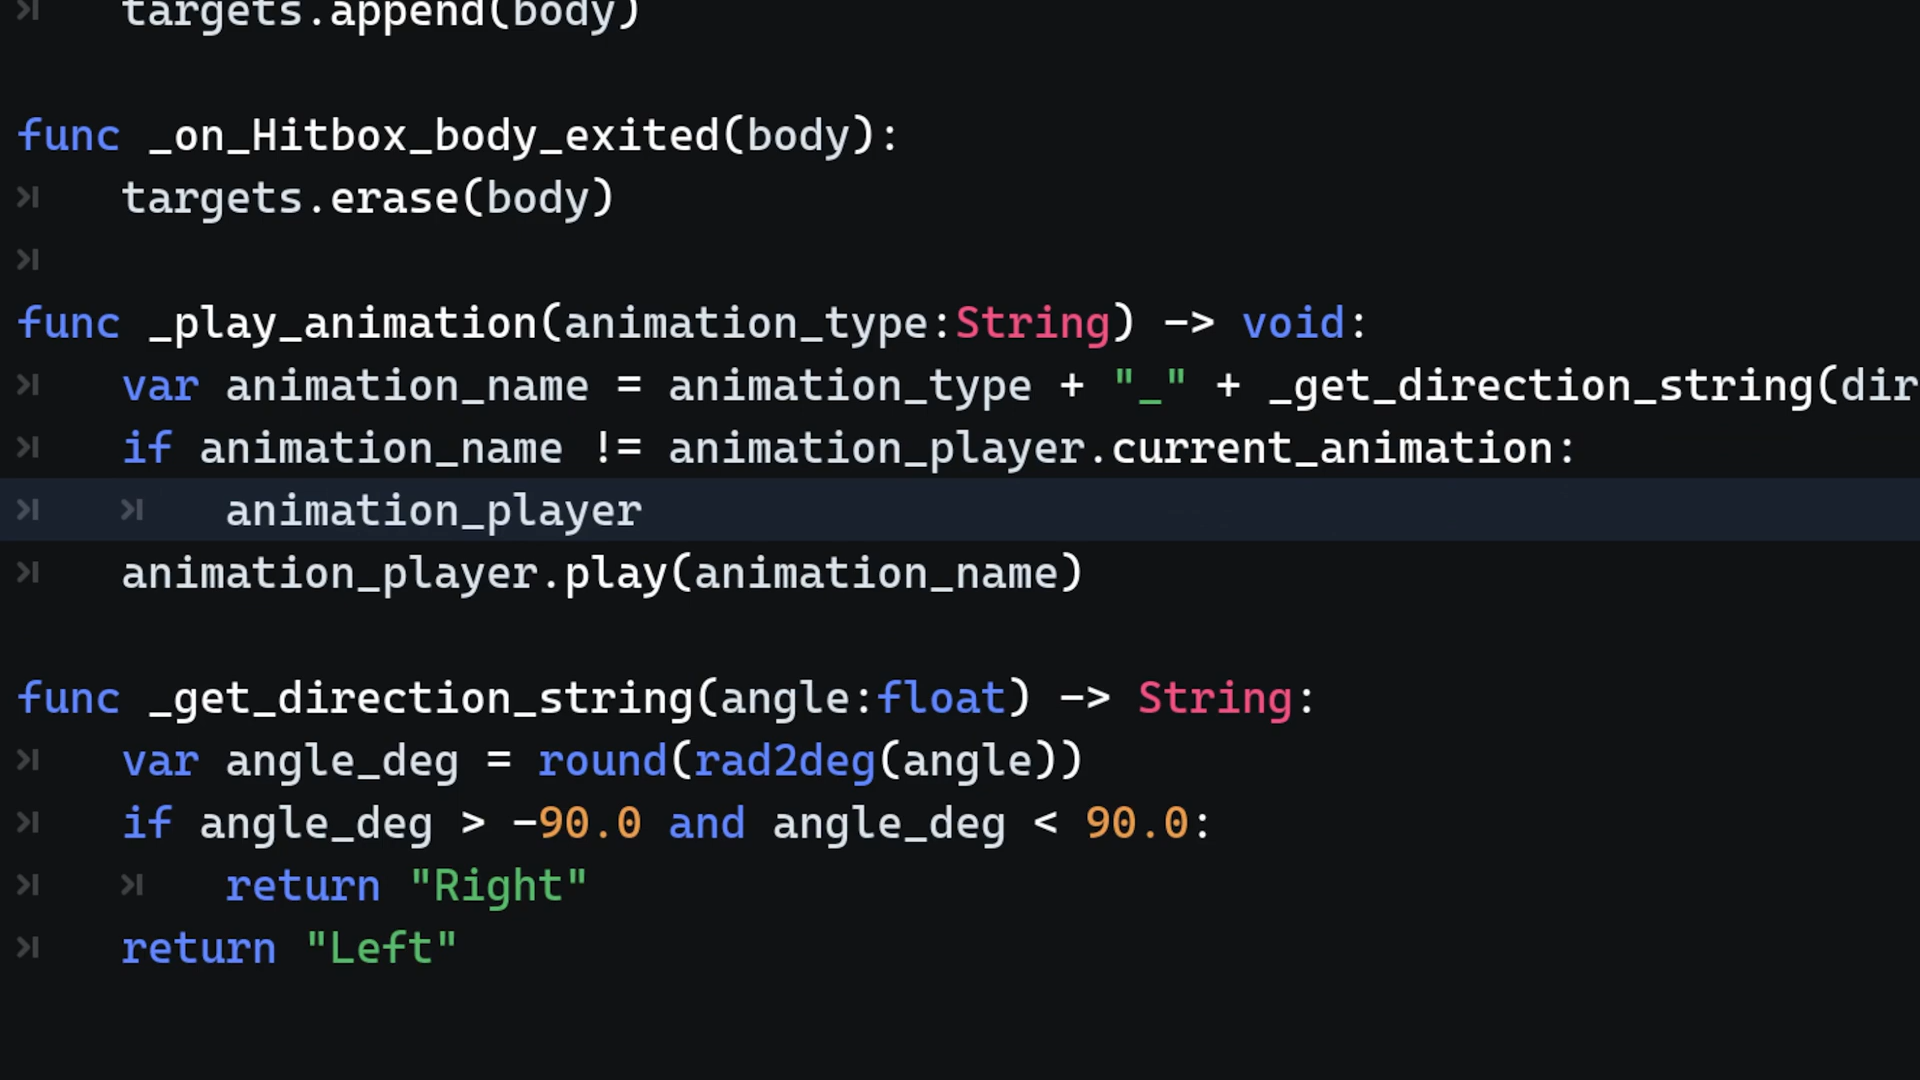 targets.append(body)
func _on_Hitbox_body_exited(body):
targets.erase(body)
func _play_animation(animation_type:String) -> void:
var animation_name = animation_type + "_" + _get_direction_string(dir
if animation_name != animation_player.current_animation:
animation_player
animation_player.play(animation_name)
func _get_direction_string(angle:float) -> String:
var angle_deg = round(rad2deg(angle))
if angle_deg > -90.0 and angle_deg < 90.0:
return "Right"
return "Left"